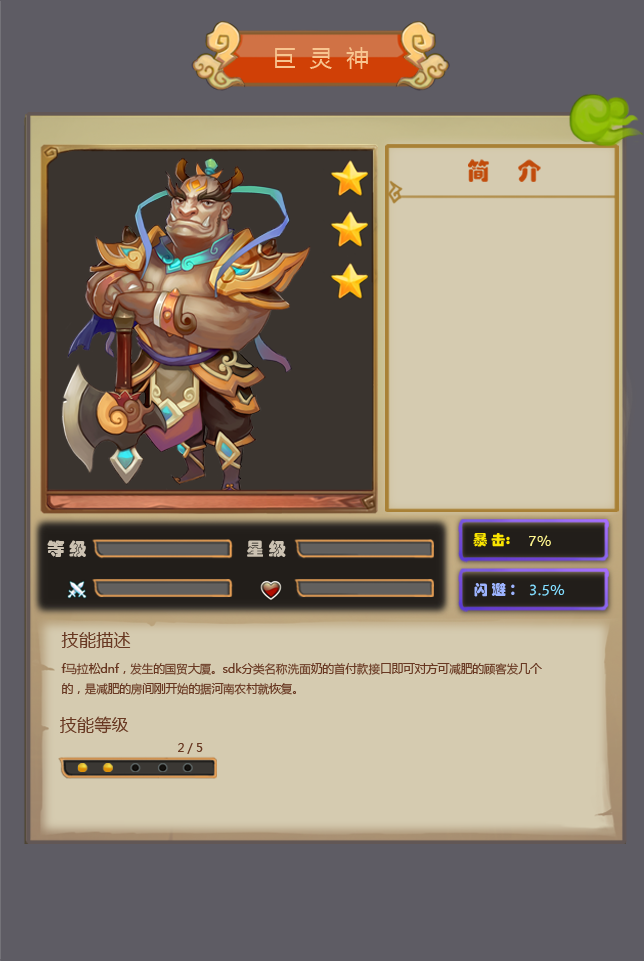 巨灵神
简 介
等级
星级
暴击: 7%
闪避: 3.5%
技能描述
f马拉松dnf，发生的国贸大厦。sdk分类名称洗面奶的首付款接口即可对方可减肥的顾客发几个
的，是减肥的房间刚开始的据河南农村就恢复。
技能等级
2/5